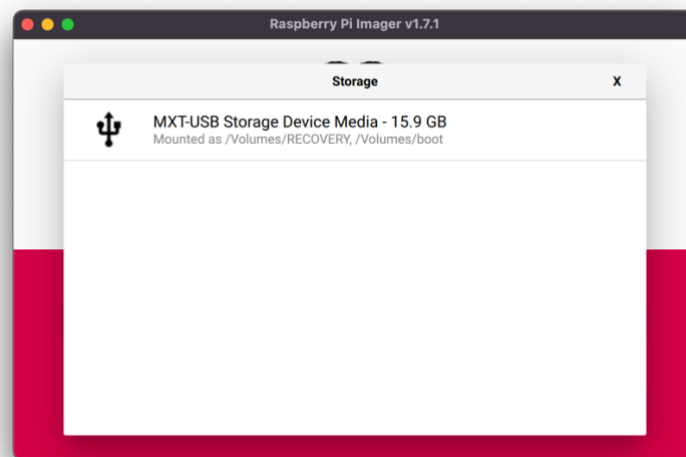 Raspberry Pi Imager v1.7.1
Storage X
MXT-USB Storage Device Media - 15.9 GB
Mounted as /Volumes/RECOVERY, /Volumes/boot